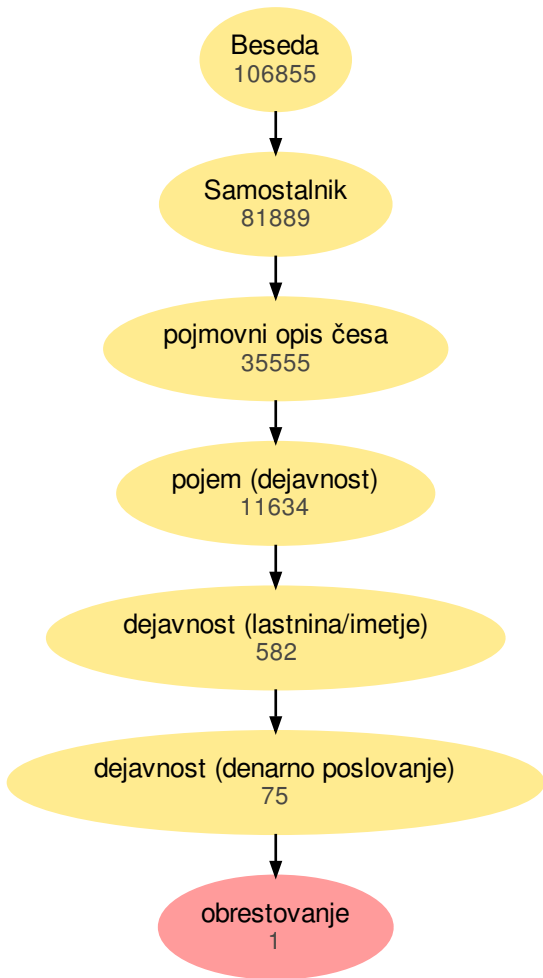 Beseda
106855
Samostalnik
81889
pojmovni opis česa
35555
pojem (dejavnost)
11634
dejavnost (lastnina/imetje)
582
dejavnost (denarno poslovanje)
75
obrestovanje
1